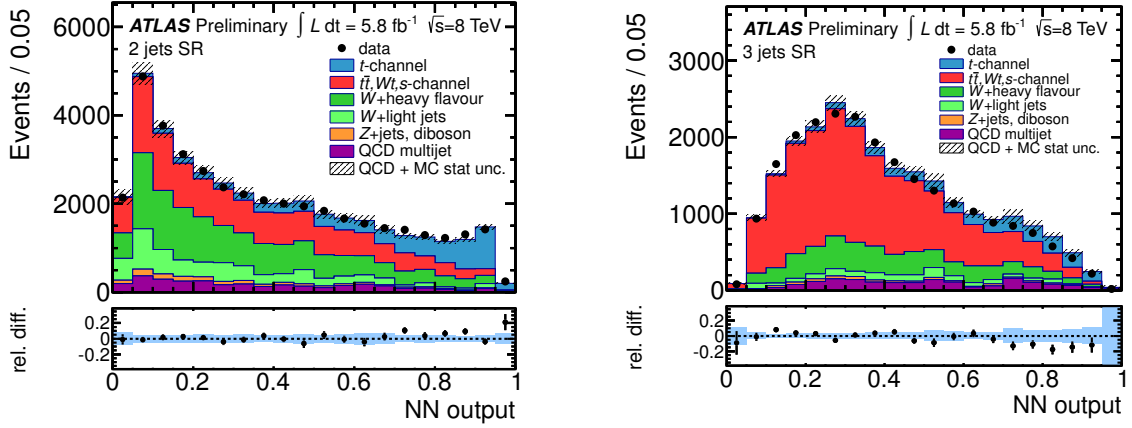 ATLAS Preliminary ∫ L dt = 5.8 fb⁻¹ √s=8 TeV
2 jets SR
data
t-channel
tt̄,Wt,s-channel
W+heavy flavour
W+light jets
Z+jets, diboson
QCD multijet
QCD + MC stat unc.
Events / 0.05
6000
4000
2000
0
rel. diff.
0.2
0
-0.2
0 0.2 0.4 0.6 0.8 1
NN output
ATLAS Preliminary ∫ L dt = 5.8 fb⁻¹ √s=8 TeV
3 jets SR
data
t-channel
tt̄,Wt,s-channel
W+heavy flavour
W+light jets
Z+jets, diboson
QCD multijet
QCD + MC stat unc.
Events / 0.05
3000
2000
1000
0
rel. diff.
0.2
0
-0.2
0 0.2 0.4 0.6 0.8 1
NN output